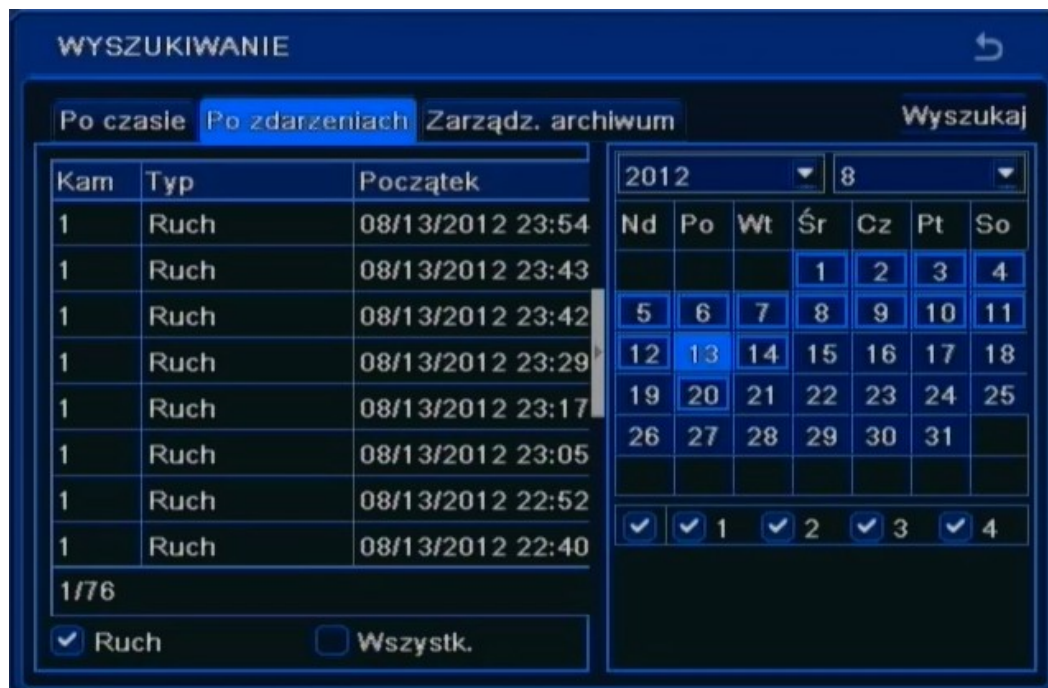 WYSZUKIWANIE
Po czasie Po zdarzeniach Zarządz. archiwum Wyszukaj
Kam Typ Początek
1 Ruch 08/13/2012 23:54
1 Ruch 08/13/2012 23:43
1 Ruch 08/13/2012 23:42
1 Ruch 08/13/2012 23:29
1 Ruch 08/13/2012 23:17
1 Ruch 08/13/2012 23:05
1 Ruch 08/13/2012 22:52
1 Ruch 08/13/2012 22:40
1/76
Ruch Wszystk.
2012 8
Nd Po Wt Śr Cz Pt So
1 2 3 4
5 6 7 8 9 10 11
12 13 14 15 16 17 18
19 20 21 22 23 24 25
26 27 28 29 30 31
1 2 3 4